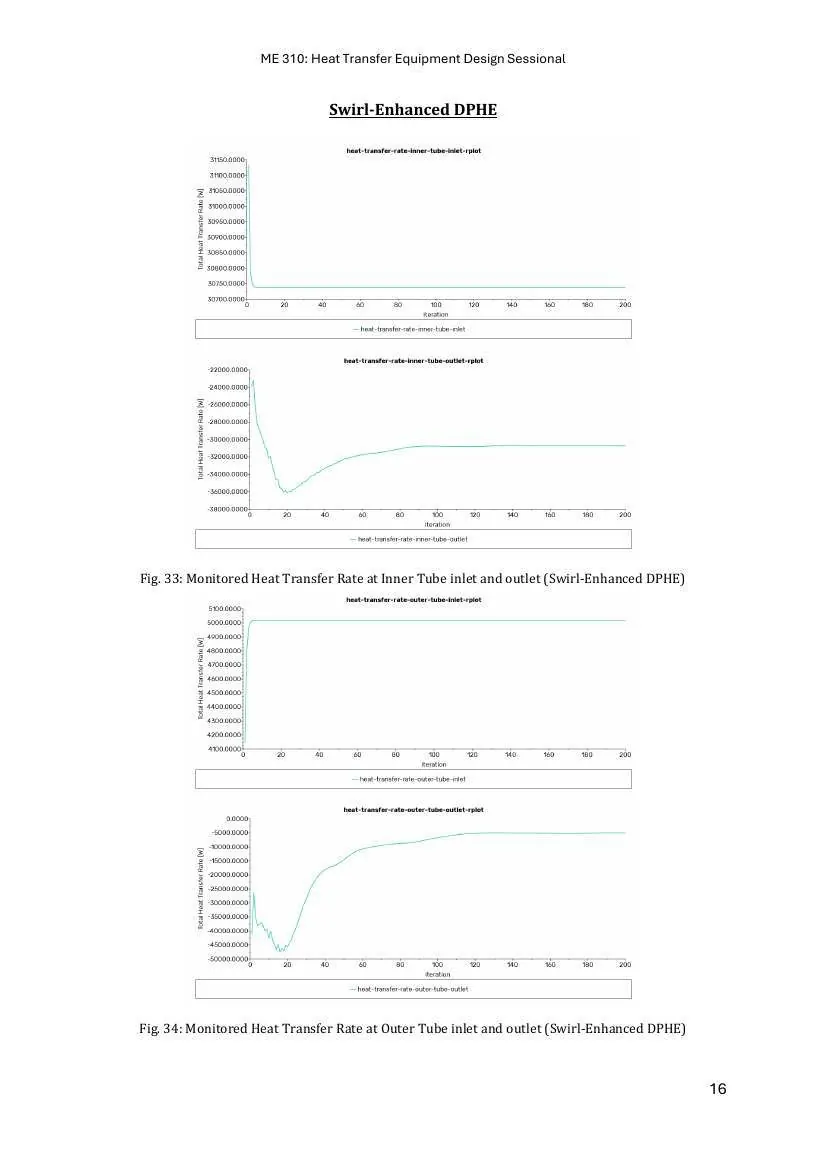 ME 310: Heat Transfer Equipment Design Sessional
Swirl-Enhanced DPHE
heat-transfer-rate-inner-tube-inlet-rplot
Total Heat Transfer Rate [W]
31150.0000
31100.0000
31050.0000
31000.0000
30950.0000
30900.0000
30850.0000
30800.0000
30750.0000
30700.0000
0 20 40 60 80 100 120 140 160 180 200
iteration
heat-transfer-rate-inner-tube-inlet
heat-transfer-rate-inner-tube-outlet-rplot
Total Heat Transfer Rate [W]
-22000.0000
-24000.0000
-26000.0000
-28000.0000
-30000.0000
-32000.0000
-34000.0000
-36000.0000
-38000.0000
0 20 40 60 80 100 120 140 160 180 200
iteration
heat-transfer-rate-inner-tube-outlet
Fig. 33: Monitored Heat Transfer Rate at Inner Tube inlet and outlet (Swirl-Enhanced DPHE)
heat-transfer-rate-outer-tube-inlet-rplot
Total Heat Transfer Rate [W]
5100.0000
5000.0000
4900.0000
4800.0000
4700.0000
4600.0000
4500.0000
4400.0000
4300.0000
4200.0000
4100.0000
0 20 40 60 80 100 120 140 160 180 200
iteration
heat-transfer-rate-outer-tube-inlet
heat-transfer-rate-outer-tube-outlet-rplot
Total Heat Transfer Rate [W]
0.0000
-5000.0000
-10000.0000
-15000.0000
-20000.0000
-25000.0000
-30000.0000
-35000.0000
-40000.0000
-45000.0000
-50000.0000
0 20 40 60 80 100 120 140 160 180 200
iteration
heat-transfer-rate-outer-tube-outlet
Fig. 34: Monitored Heat Transfer Rate at Outer Tube inlet and outlet (Swirl-Enhanced DPHE)
16